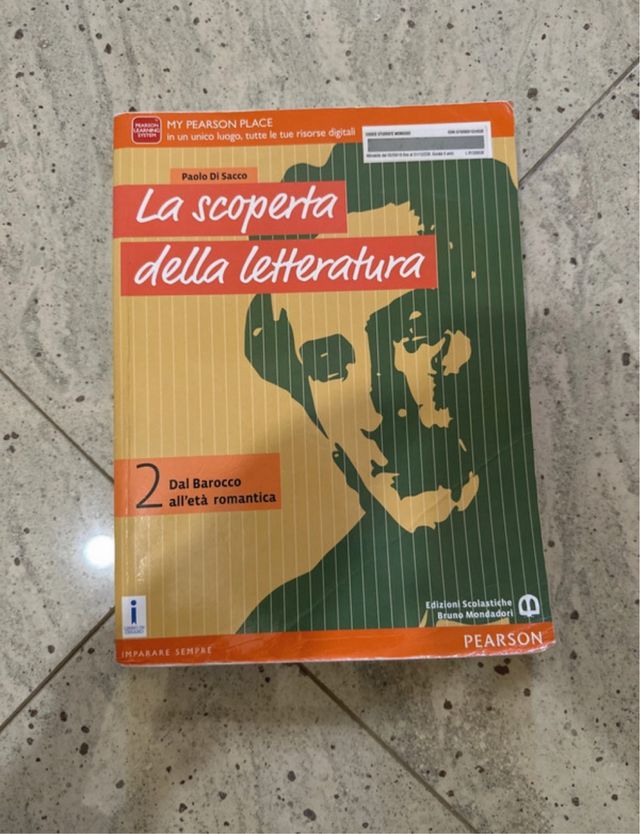 PEARSON
LEARNING
SYSTEM
MY PEARSON PLACE
in un unico luogo, tutte le tue risorse digitali
Paolo Di Sacco
La scoperta
della letteratura
2
Dal Barocco
all'età romantica
i
Edizioni Scolastiche
Bruno Mondadori
IMPARARE SEMPRE
PEARSON